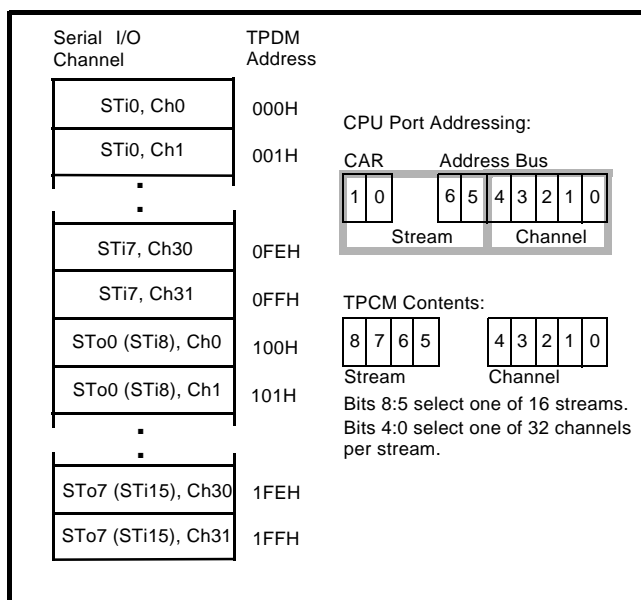 Serial I/O Channel
TPDM Address
STi0, Ch0 000H
STi0, Ch1 001H
STi7, Ch30 0FEH
STi7, Ch31 0FFH
STo0 (STi8), Ch0 100H
STo0 (STi8), Ch1 101H
STo7 (STi15), Ch30 1FEH
STo7 (STi15), Ch31 1FFH
CPU Port Addressing:
CAR Address Bus
1 0 6 5 4 3 2 1 0
Stream Channel
TPCM Contents:
8 7 6 5 4 3 2 1 0
Stream Channel
Bits 8:5 select one of 16 streams.
Bits 4:0 select one of 32 channels
per stream.